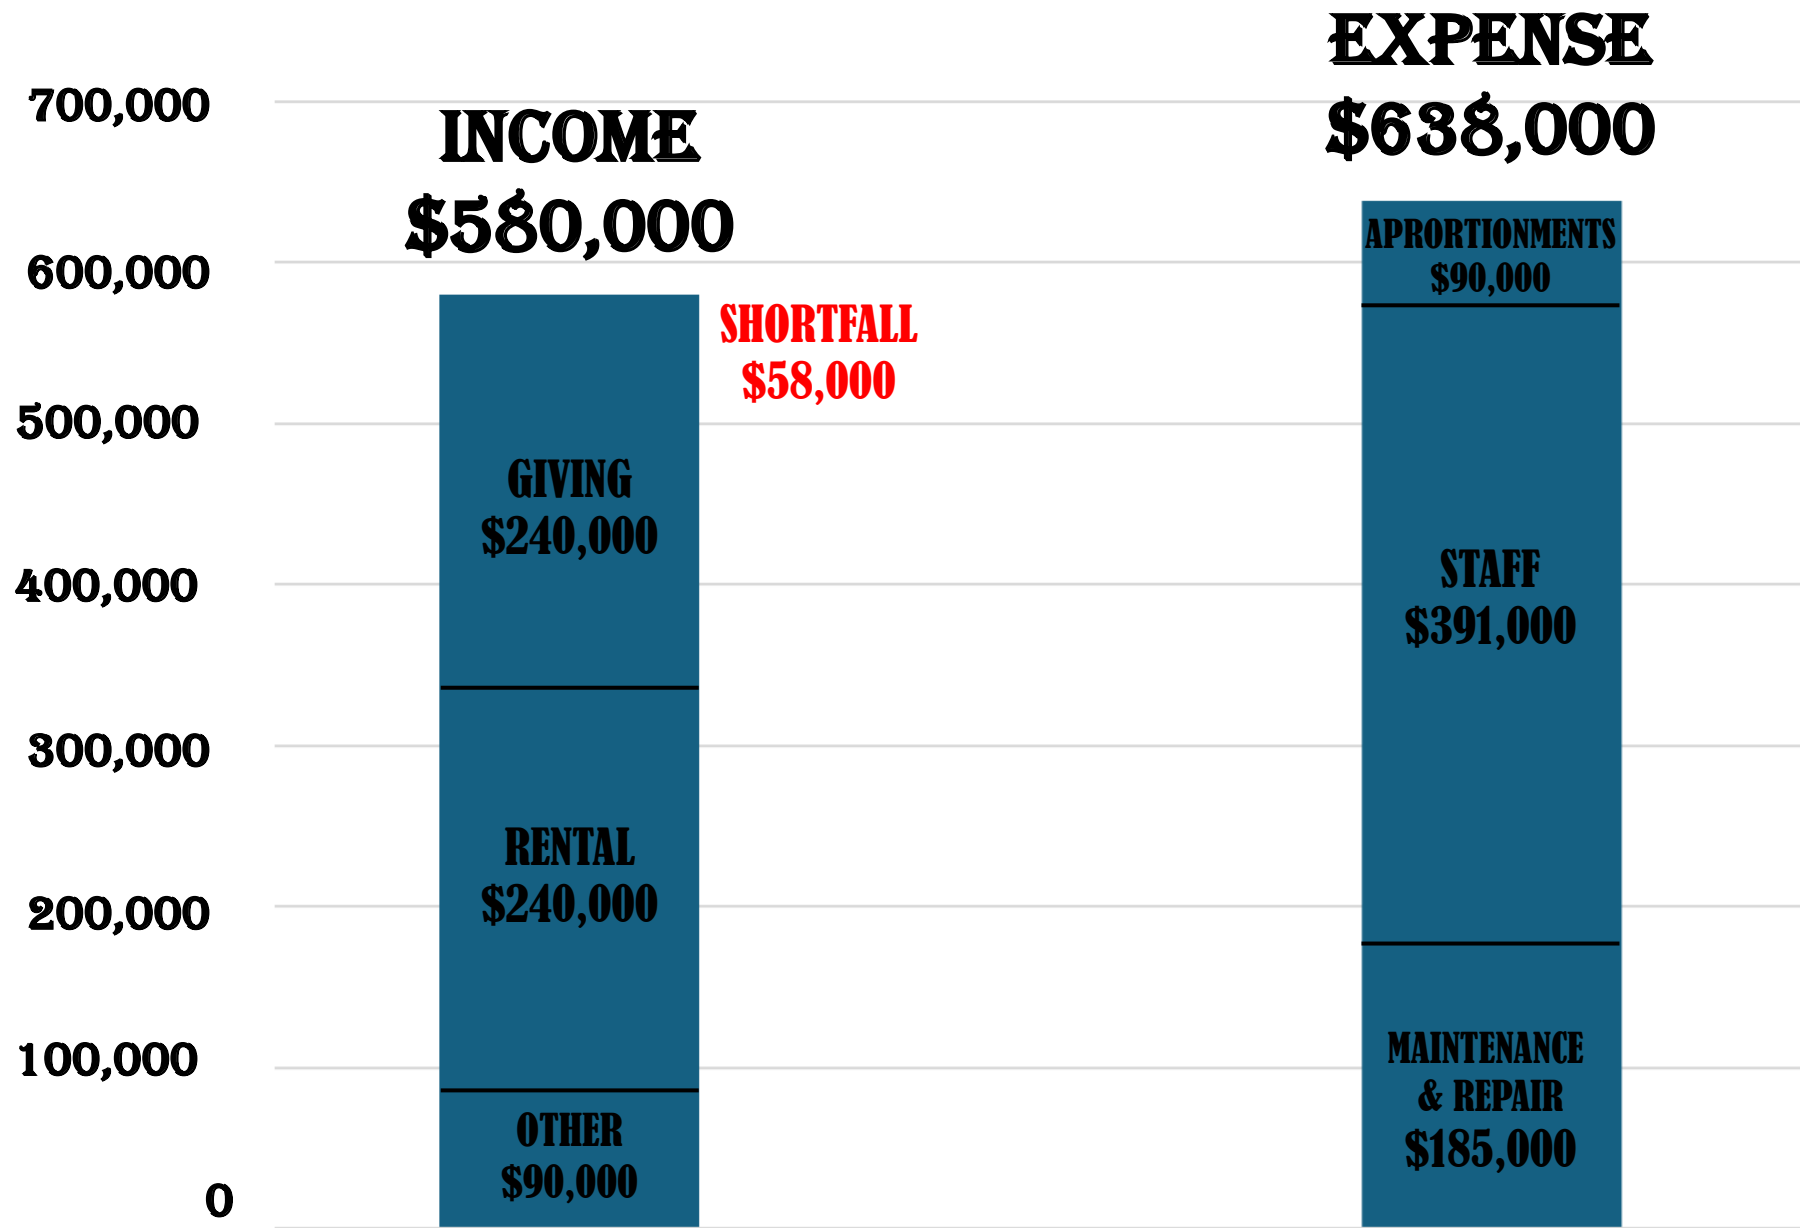 EXPENSE
$638,000
INCOME
$580,000
700,000
600,000
500,000
400,000
300,000
200,000
100,000
0
SHORTFALL
$58,000
GIVING
$240,000
RENTAL
$240,000
OTHER
$90,000
APRORTIONMENTS
$90,000
STAFF
$391,000
MAINTENANCE
& REPAIR
$185,000